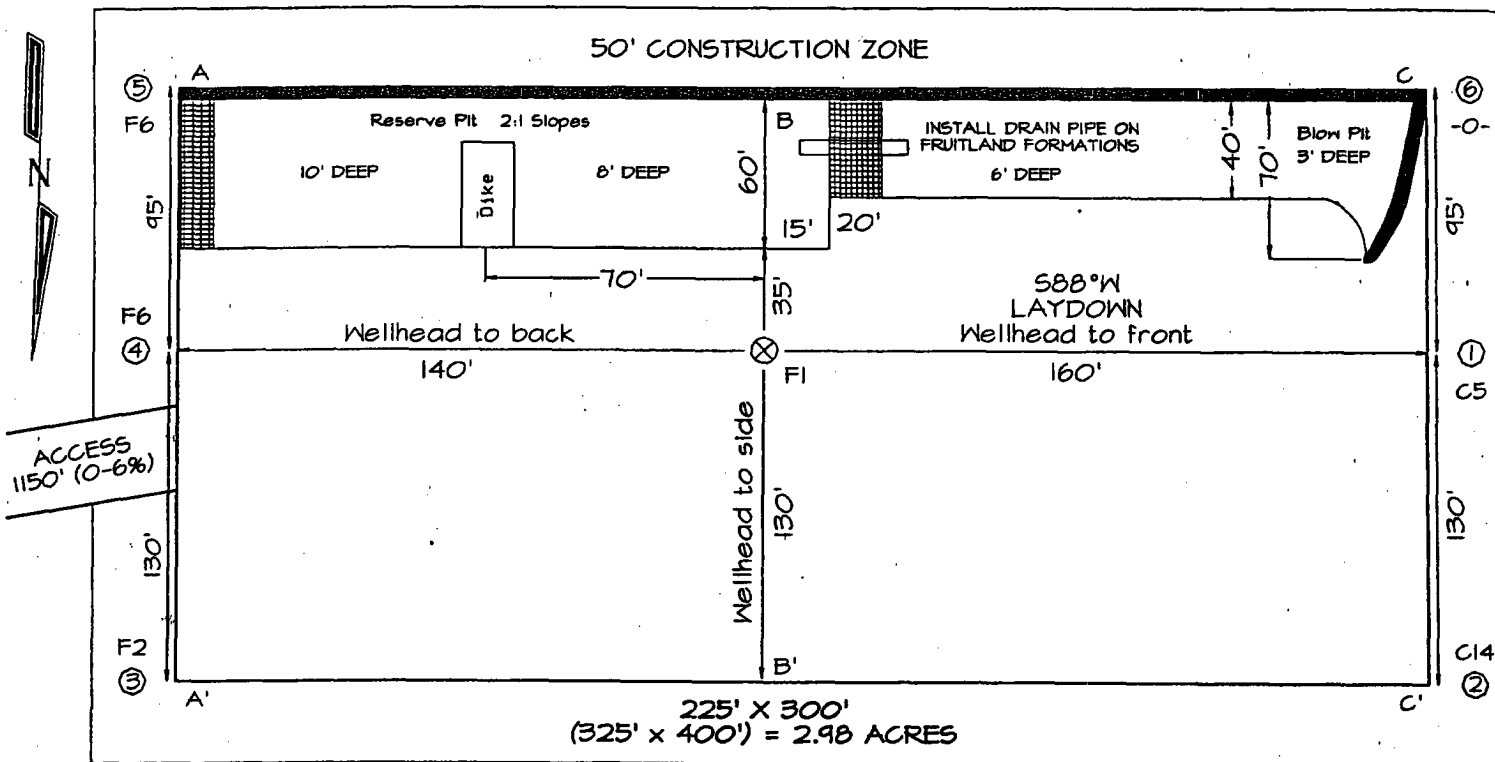 50' CONSTRUCTION ZONE
A
C
5
6
F6
-0-
N
Reserve Pit 2:1 Slopes
B
INSTALL DRAIN PIPE ON
FRUITLAND FORMATIONS
Blow Pit
3' DEEP
10' DEEP
Dike
8' DEEP
60'
6' DEEP
40'
70'
95'
95'
15'
20'
70'
35'
S88°W
LAYDOWN
F6
Wellhead to back
Wellhead to front
4
1
140'
F1
160'
C5
ACCESS
1150' (0-6%)
Wellhead to side
130'
130'
130'
F2
C14
3
2
A'
B'
C'
225' X 300'
(325' x 400') = 2.98 ACRES